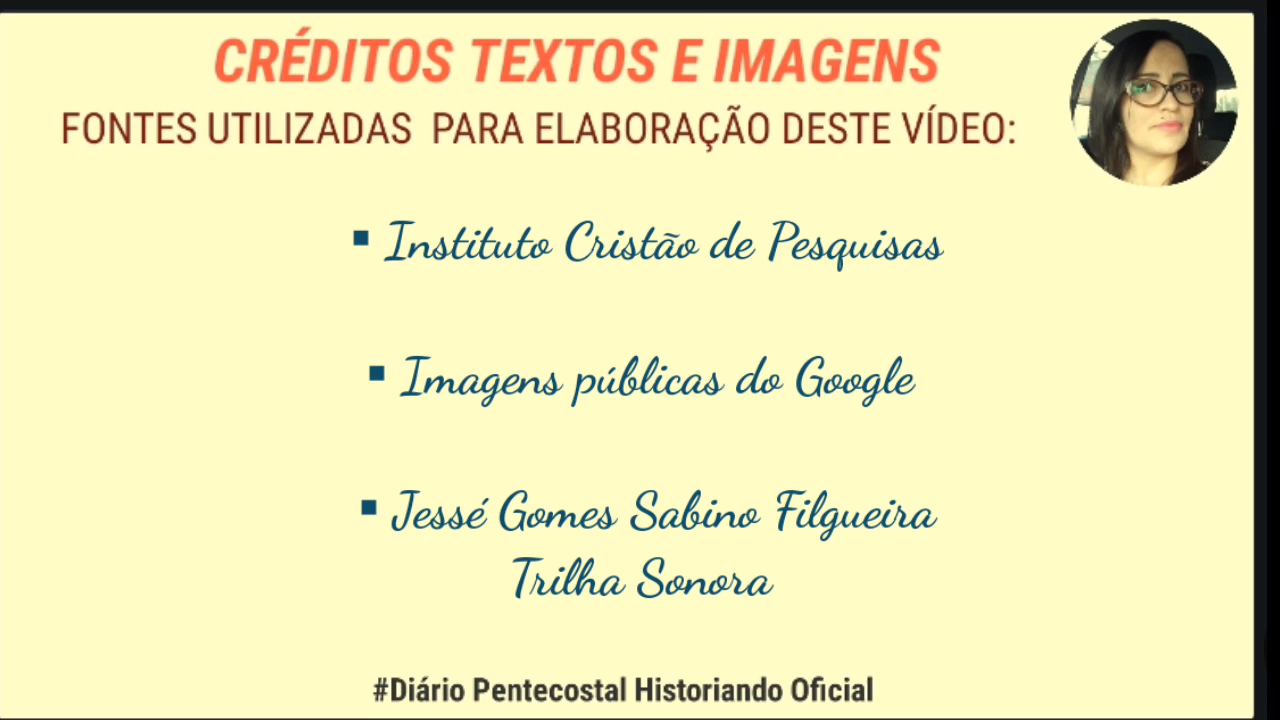 CRÉDITOS TEXTOS E IMAGENS
FONTES UTILIZADAS PARA ELABORAÇÃO DESTE VÍDEO:
▪ Instituto Cristão de Pesquisas
▪ Imagens públicas do Google
▪ Jessé Gomes Sabino Filgueira
Trilha Sonora
#Diário Pentecostal Historiando Oficial